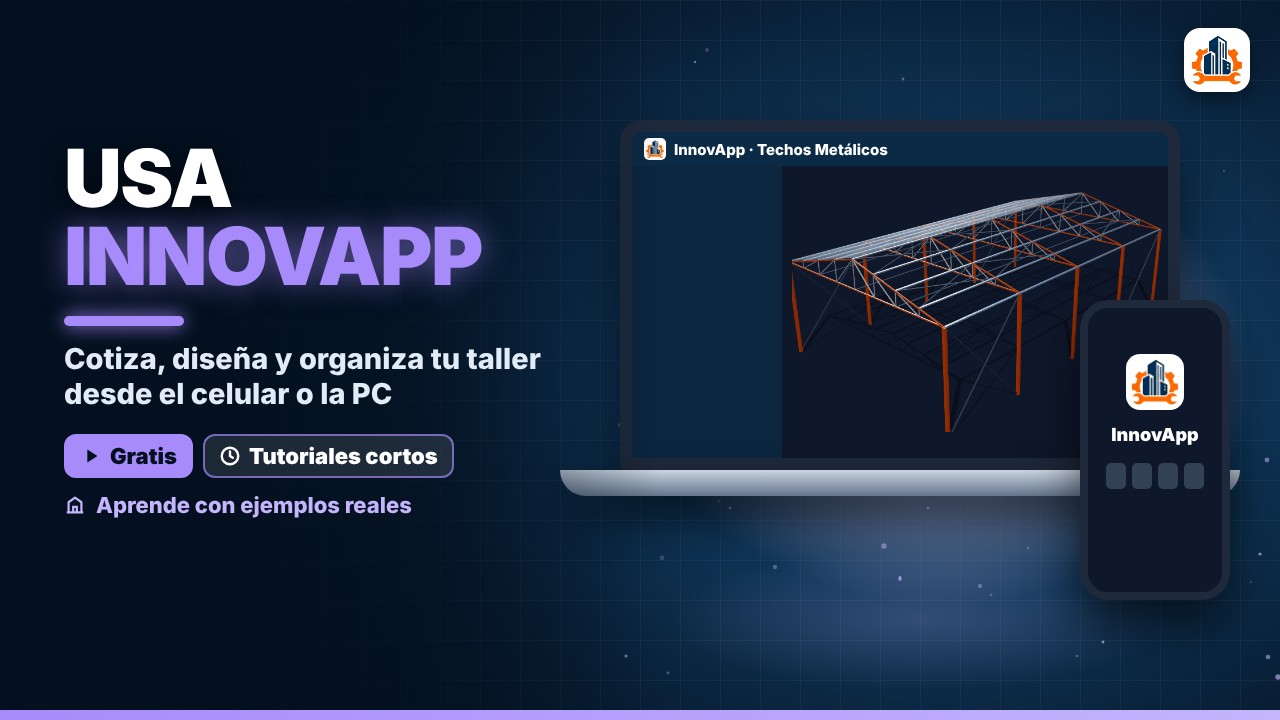 USA
INNOVAPP
Cotiza, diseña y organiza tu taller
desde el celular o la PC
Gratis
Tutoriales cortos
Aprende con ejemplos reales
InnovApp · Techos Metálicos
InnovApp